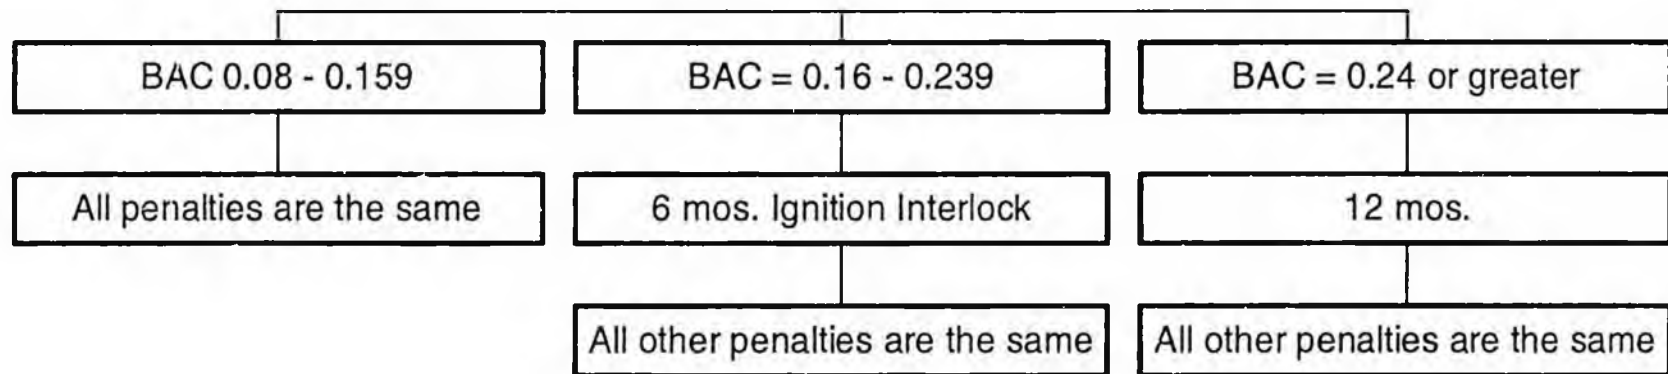 BAC 0.08 - 0.159
BAC = 0.16 - 0.239
BAC = 0.24 or greater
All penalties are the same
6 mos. Ignition Interlock
12 mos.
All other penalties are the same
All other penalties are the same